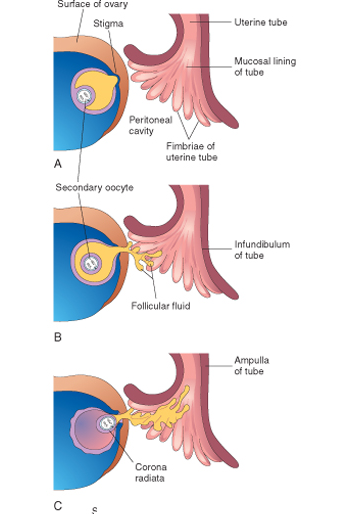 Surface of ovary
Stigma
Uterine tube
Mucosal lining
of tube
Peritoneal
cavity
Fimbriae of
uterine tube
A
Secondary oocyte
Infundibulum
of tube
Follicular fluid
B
Ampulla
of tube
Corona
radiata
C
s